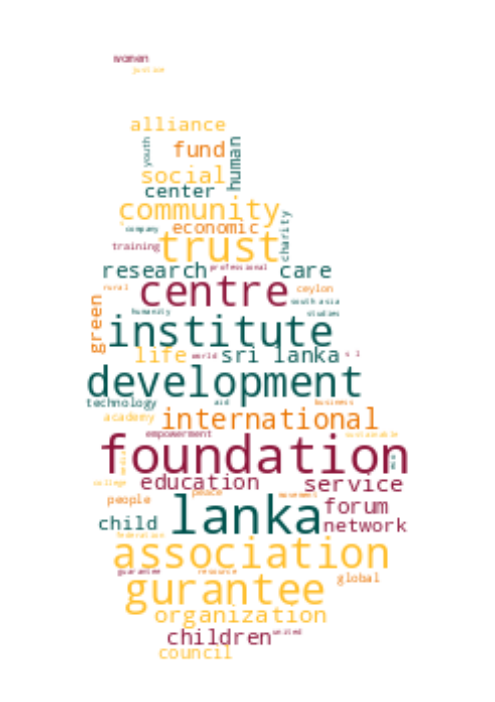 women
justice
alliance
youth
fund
human
social
center
community
charity
company
economic
trust
training
research
professional
care
rural
centre
ceylon
south asia
green
humanity
studies
institute
life
world
sri lanka
s l
development
technology
aid
business
academy
international
empowerment
sustainable
foundation
media
college
education
service
people
peace
movement
forum
child
lanka
network
federation
association
guarantee
resource
global
gurantee
organization
children
united
council